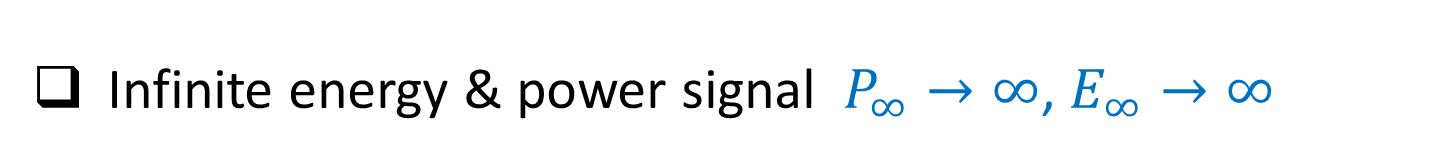 ❑ Infinite energy & power signal P∞ → ∞, E∞ → ∞